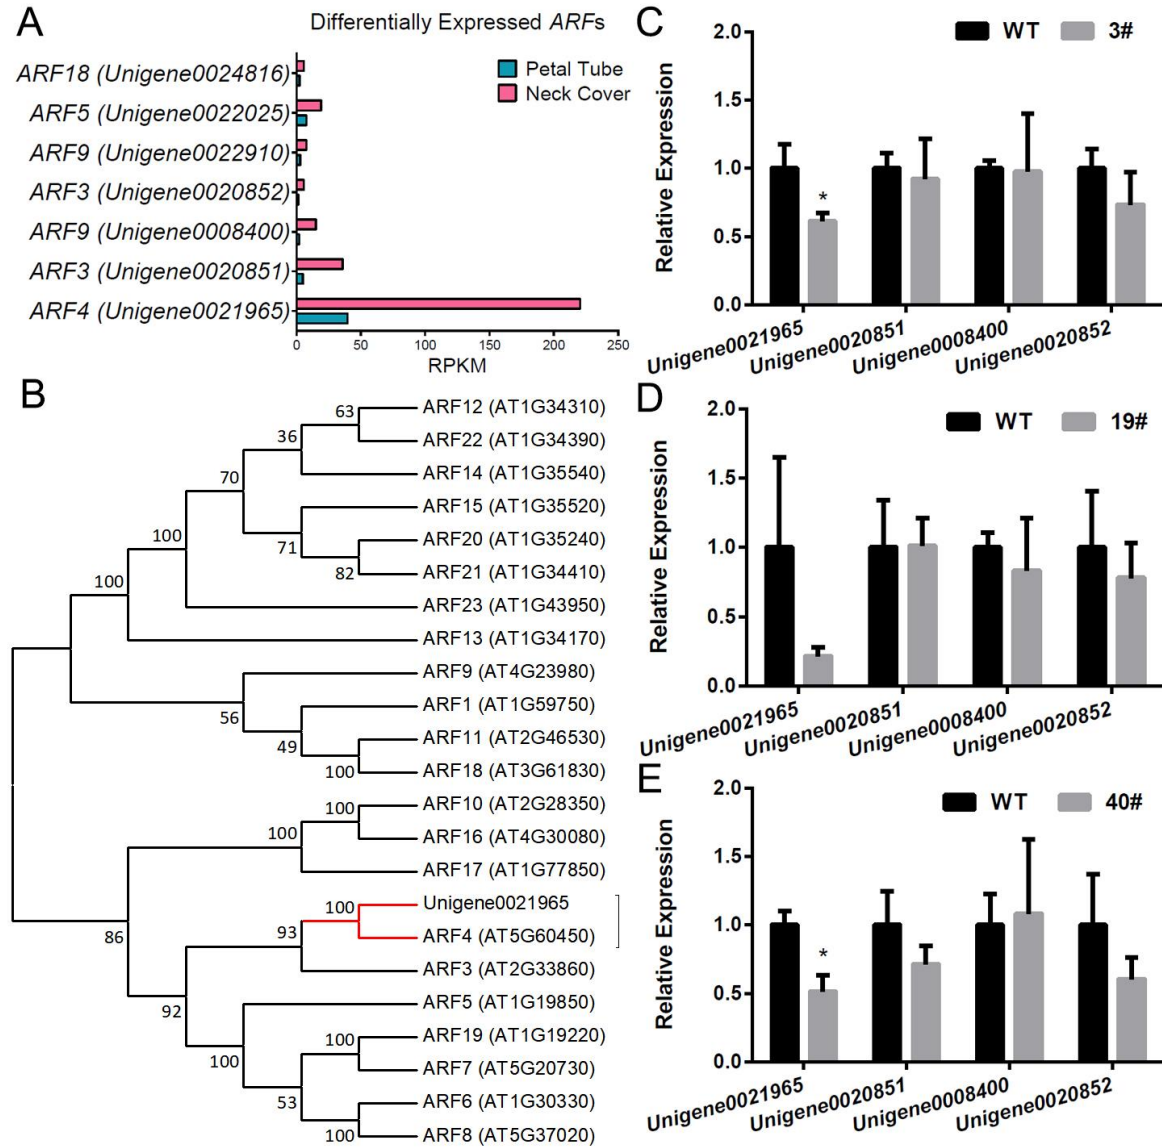 A
Differentially Expressed ARFs
Petal Tube
Neck Cover
ARF18 (Unigene0024816)
ARF5 (Unigene0022025)
ARF9 (Unigene0022910)
ARF3 (Unigene0020852)
ARF9 (Unigene0008400)
ARF3 (Unigene0020851)
ARF4 (Unigene0021965)
0 50 100 150 200 250
RPKM
B
ARF12 (AT1G34310)
ARF22 (AT1G34390)
ARF14 (AT1G35540)
ARF15 (AT1G35520)
ARF20 (AT1G35240)
ARF21 (AT1G34410)
ARF23 (AT1G43950)
ARF13 (AT1G34170)
ARF9 (AT4G23980)
ARF1 (AT1G59750)
ARF11 (AT2G46530)
ARF18 (AT3G61830)
ARF10 (AT2G28350)
ARF16 (AT4G30080)
ARF17 (AT1G77850)
Unigene0021965
ARF4 (AT5G60450)
ARF3 (AT2G33860)
ARF5 (AT1G19850)
ARF19 (AT1G19220)
ARF7 (AT5G20730)
ARF6 (AT1G30330)
ARF8 (AT5G37020)
63
36
70
71
82
100
100
56
49
100
100
100
86
100
93
92
100
100
53
100
C
WT 3#
Relative Expression
2.0
1.5
1.0
0.5
0.0
*
Unigene0021965
Unigene0020851
Unigene0008400
Unigene0020852
D
WT 19#
Relative Expression
2.0
1.5
1.0
0.5
0.0
Unigene0021965
Unigene0020851
Unigene0008400
Unigene0020852
E
WT 40#
Relative Expression
2.0
1.5
1.0
0.5
0.0
*
Unigene0021965
Unigene0020851
Unigene0008400
Unigene0020852